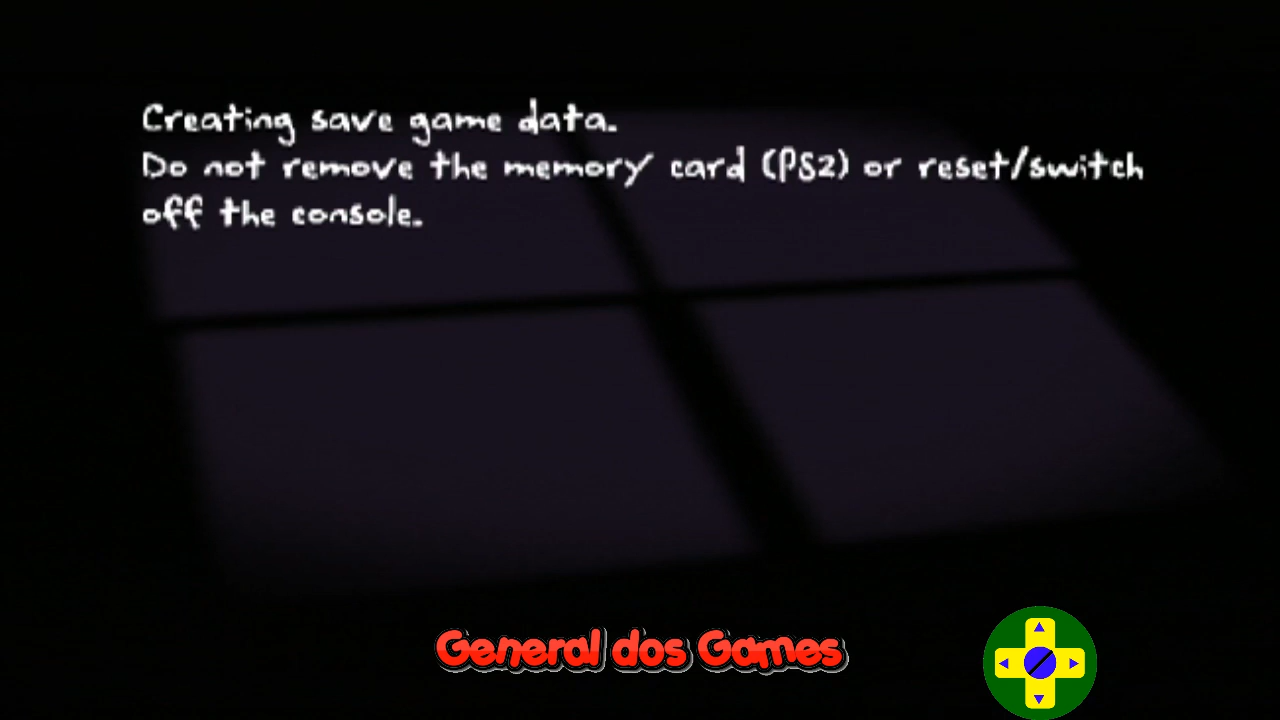 Creating save game data.
Do not remove the memory card (PS2) or reset/switch
off the console.
General dos Games